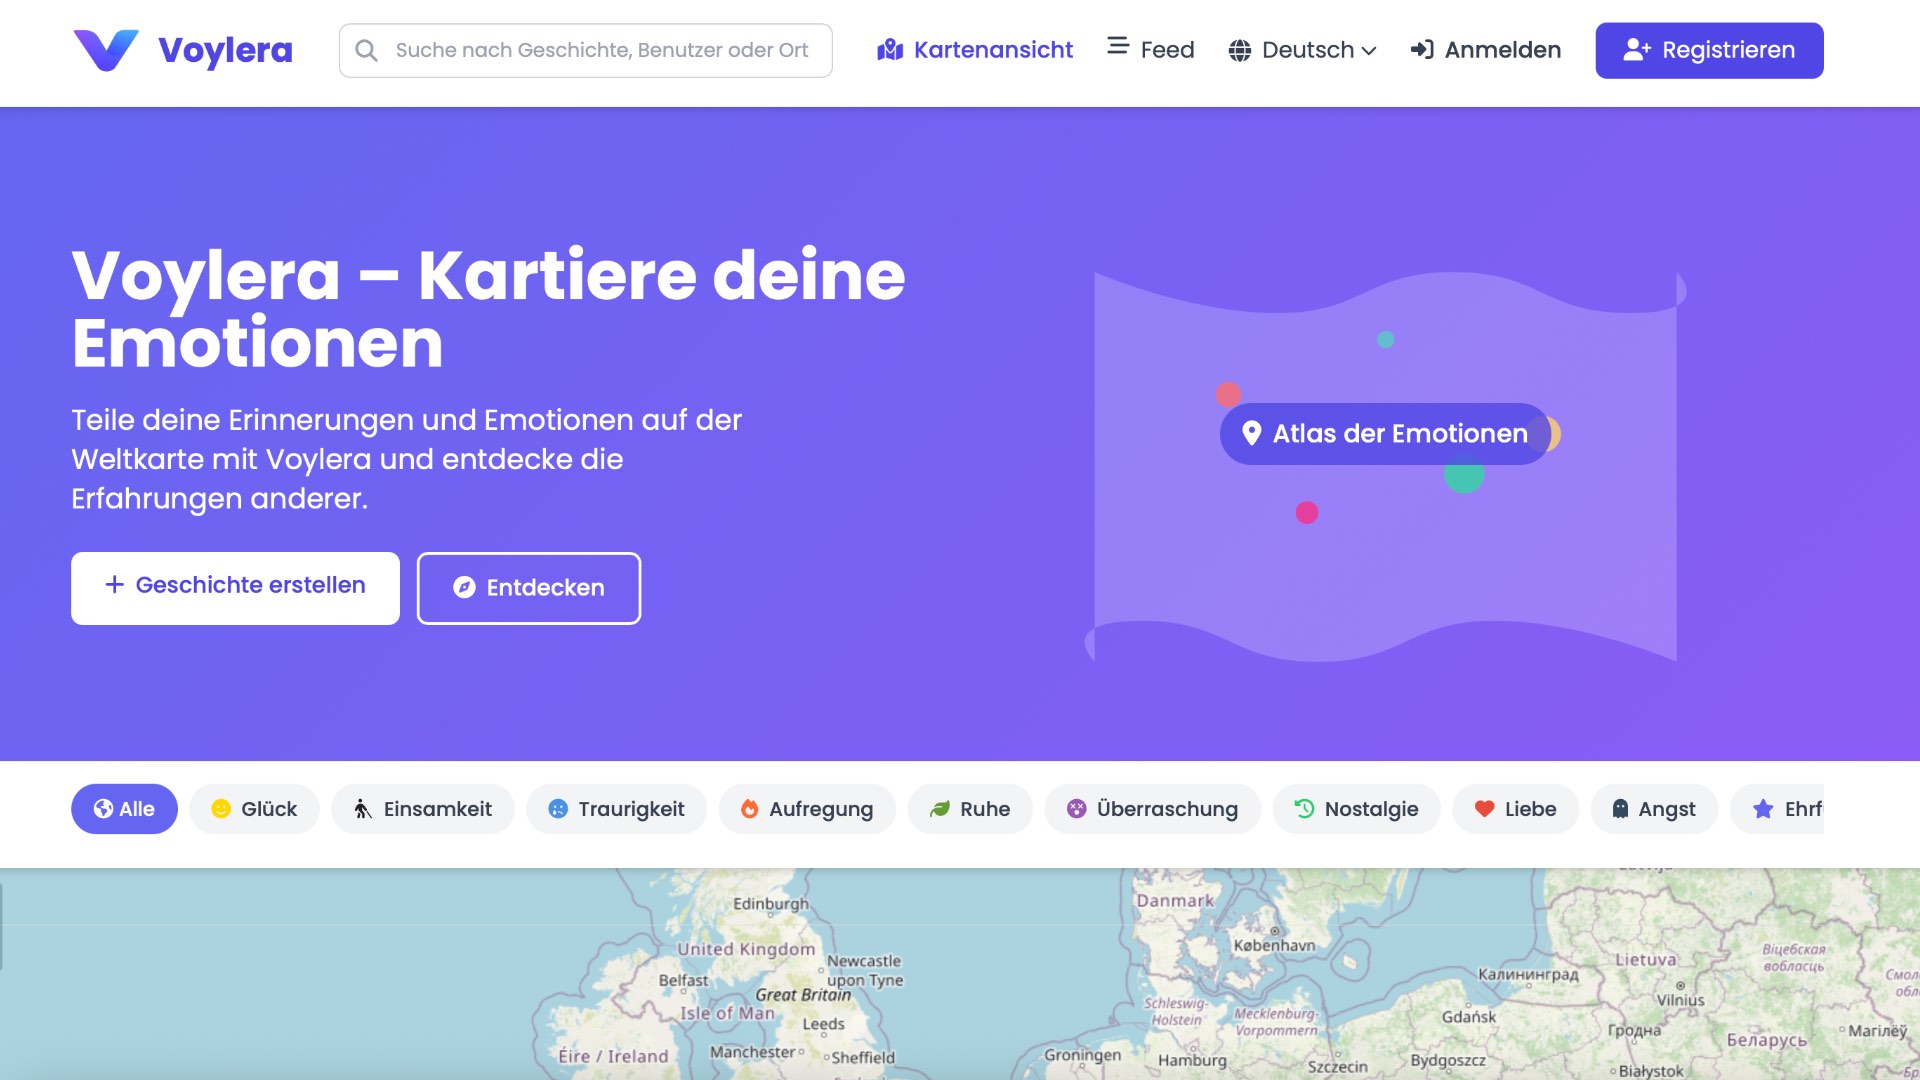 Voylera
Suche nach Geschichte, Benutzer oder Ort
Kartenansicht
Feed
Deutsch
Anmelden
Registrieren
Voylera – Kartiere deine
Emotionen
Teile deine Erinnerungen und Emotionen auf der
Weltkarte mit Voylera und entdecke die
Erfahrungen anderer.
Geschichte erstellen
Entdecken
Atlas der Emotionen
Alle
Glück
Einsamkeit
Traurigkeit
Aufregung
Ruhe
Überraschung
Nostalgie
Liebe
Angst
Edinburgh
United Kingdom
Newcastle
upon Tyne
Belfast
Great Britain
Isle of Man
Leeds
Éire / Ireland
Manchester
Sheffield
Danmark
København
Schleswig-
Holstein
Mecklenburg-
Vorpommern
Groningen
Hamburg
Szczecin
Bydgoszcz
Gdańsk
Калининград
Lietuva
Vilnius
Віцебская
вобласць
Гродна
Беларусь
Магілёў
Białystok